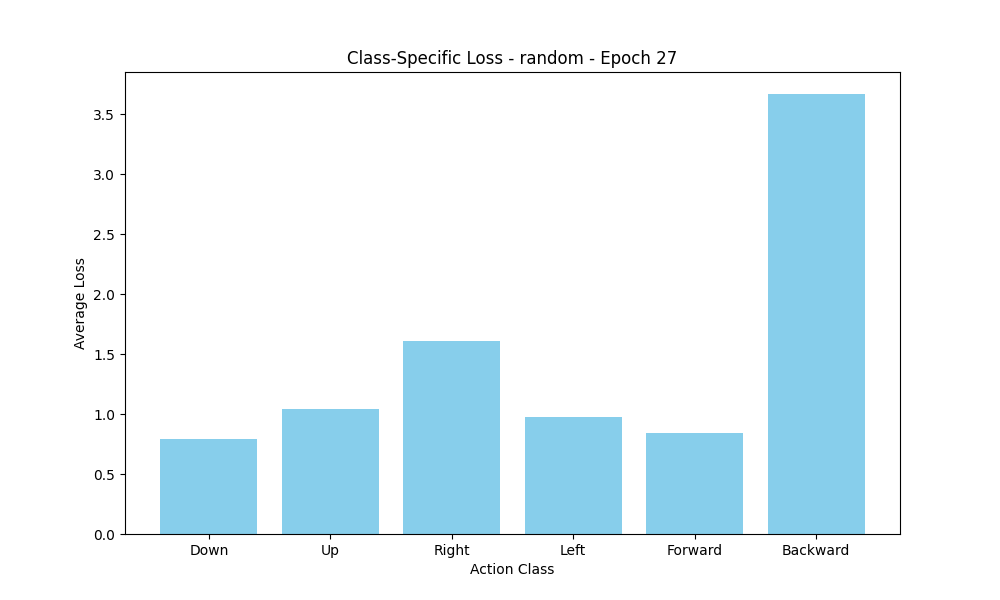 Class-Specific Loss - random - Epoch 27
Average Loss
3.5
3.0
2.5
2.0
1.5
1.0
0.5
0.0
Down Up Right Left Forward Backward
Action Class